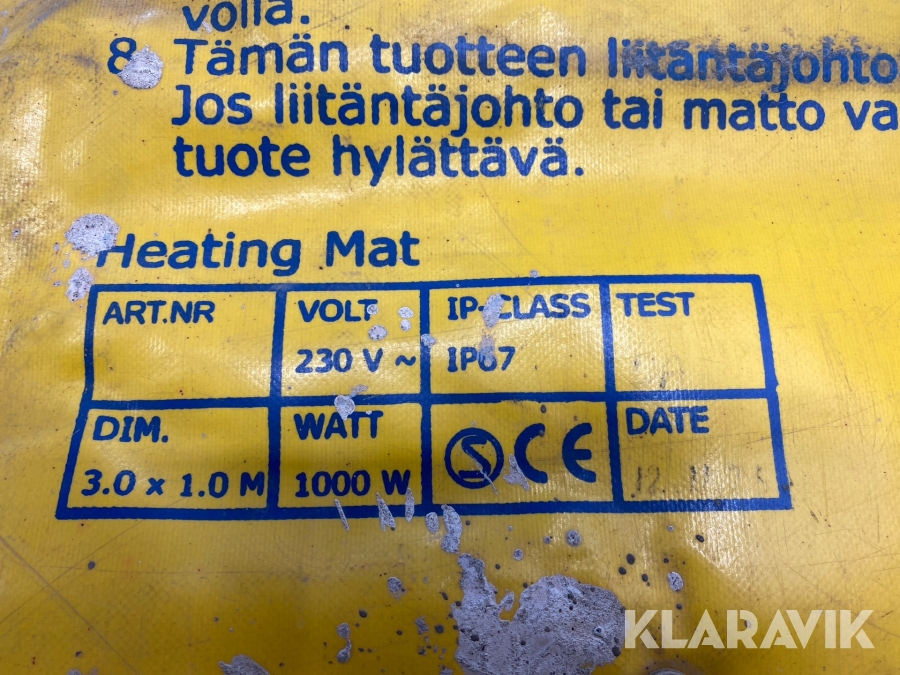 volla.
8. Tämän tuotteen liitäntäjohto
Jos liitäntäjohto tai matto va
tuote hylättävä.
Heating Mat
ART.NR VOLT IP-CLASS TEST
230 V ~ IP67
DIM. WATT DATE
3.0 x 1.0 M 1000 W S CE
KLARAVIK